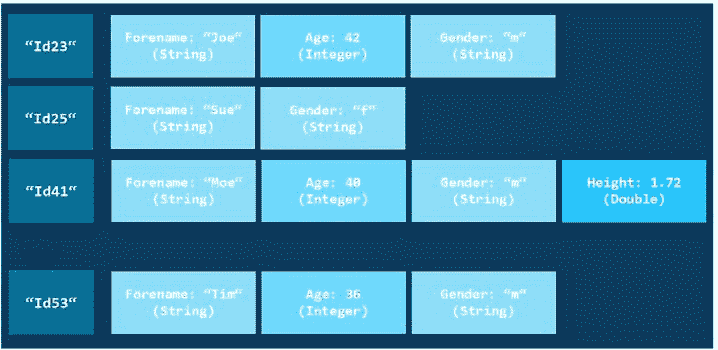 “Id23“ Forename: “Joe“ Age: 42 Gender: “m“
(String) (Integer) (String)
“Id25“ Forename: “Sue“ Gender: “f“
(String) (String)
“Id41“ Forename: “Moe“ Age: 40 Gender: “m“ Height: 1.72
(String) (Integer) (String) (Double)
“Id53“ Forename: “Tim“ Age: 36 Gender: “m“
(String) (Integer) (String)